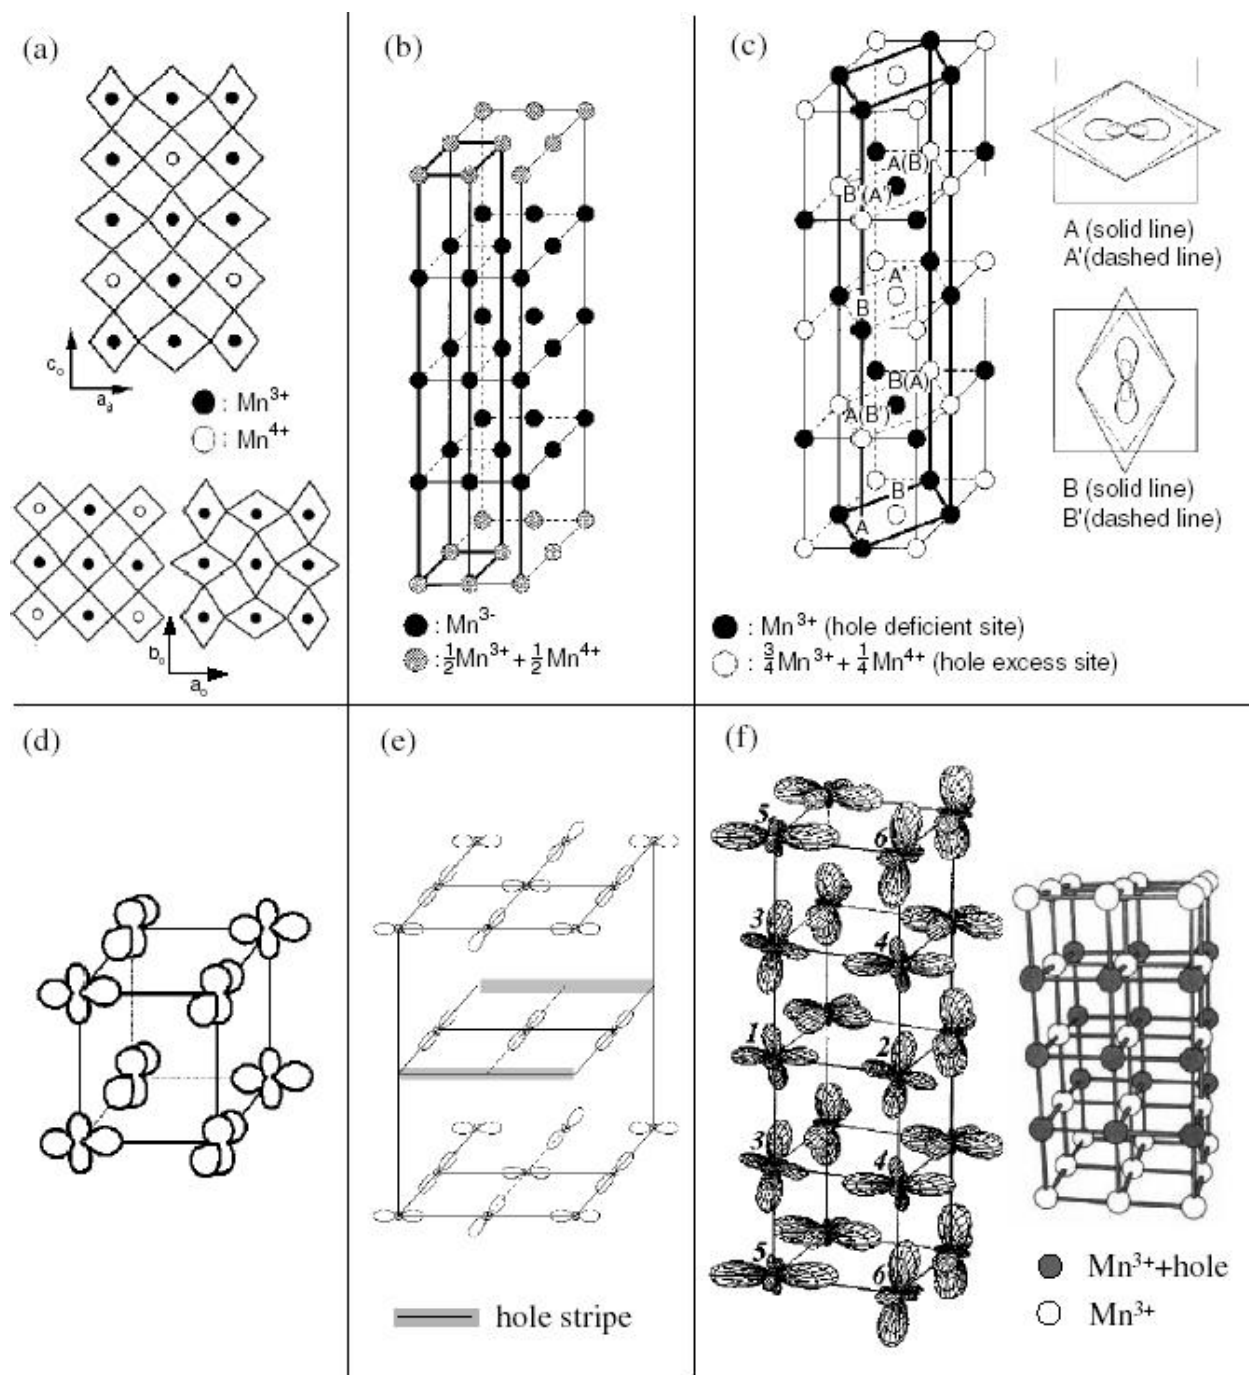 (a)
c₀
aₐ
● : Mn³⁺
○ : Mn⁴⁺
b₀
a₀
(b)
● : Mn³⁻
: ½Mn³⁺ + ½Mn⁴⁺
(c)
A(B)
B'(A')
A'
B
B(A)
A(B')
B
A
A (solid line)
A'(dashed line)
B (solid line)
B'(dashed line)
● : Mn³⁺ (hole deficient site)
○ : ¾Mn³⁺ + ¼Mn⁴⁺ (hole excess site)
(d)
(e)
hole stripe
(f)
5
6
3
4
1
2
3
4
5
6
Mn³⁺+hole
Mn³⁺